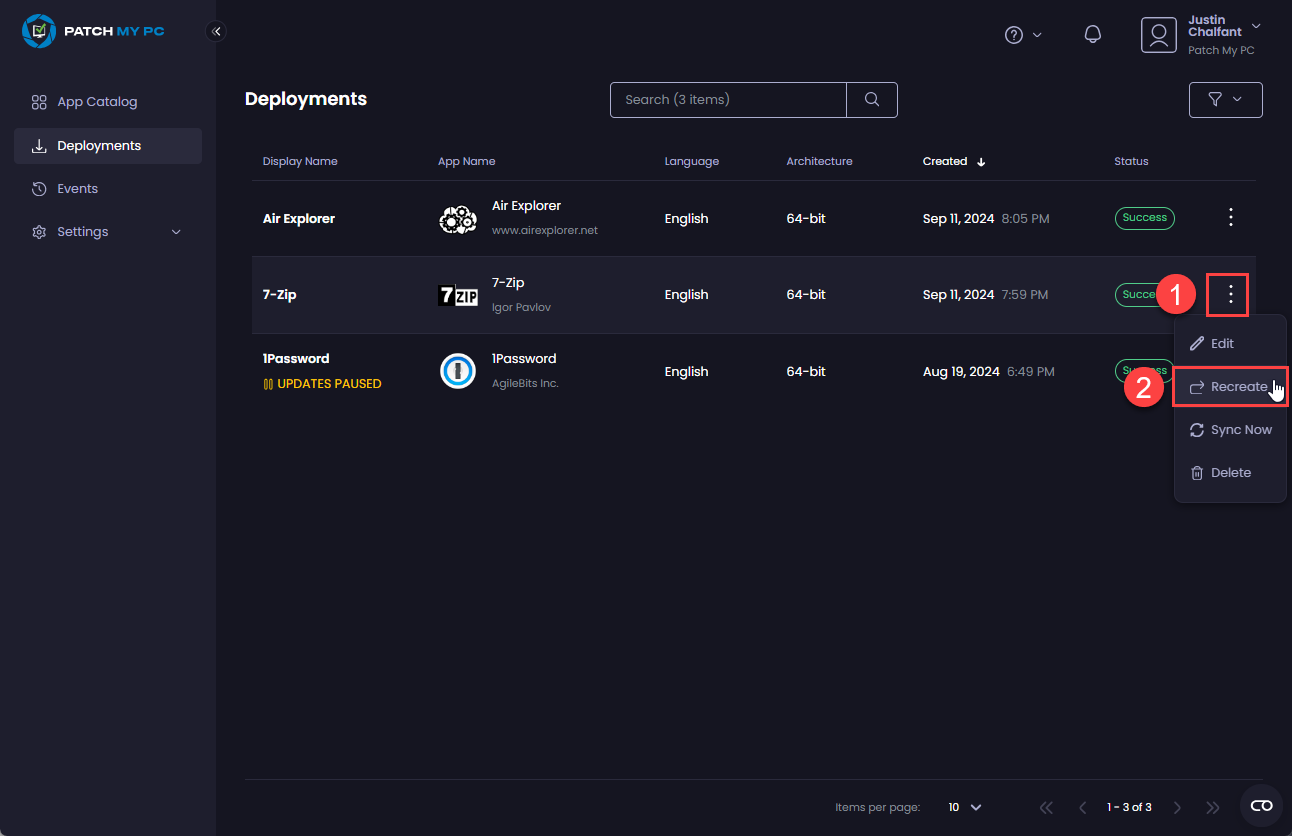 PATCH MY PC
Justin
Chalfant
Patch My PC
App Catalog
Deployments
Events
Settings
Deployments
Search (3 items)
Display Name App Name Language Architecture Created Status
Air Explorer Air Explorer English 64-bit Sep 11, 2024 8:05 PM Success
www.airexplorer.net
7-Zip 7ZIP 7-Zip English 64-bit Sep 11, 2024 7:59 PM Succe 1
Igor Pavlov
Edit
1Password 1Password English 64-bit Aug 19, 2024 6:49 PM Success
UPDATES PAUSED AgileBits Inc.
2 Recreate
Sync Now
Delete
Items per page: 10 1 - 3 of 3